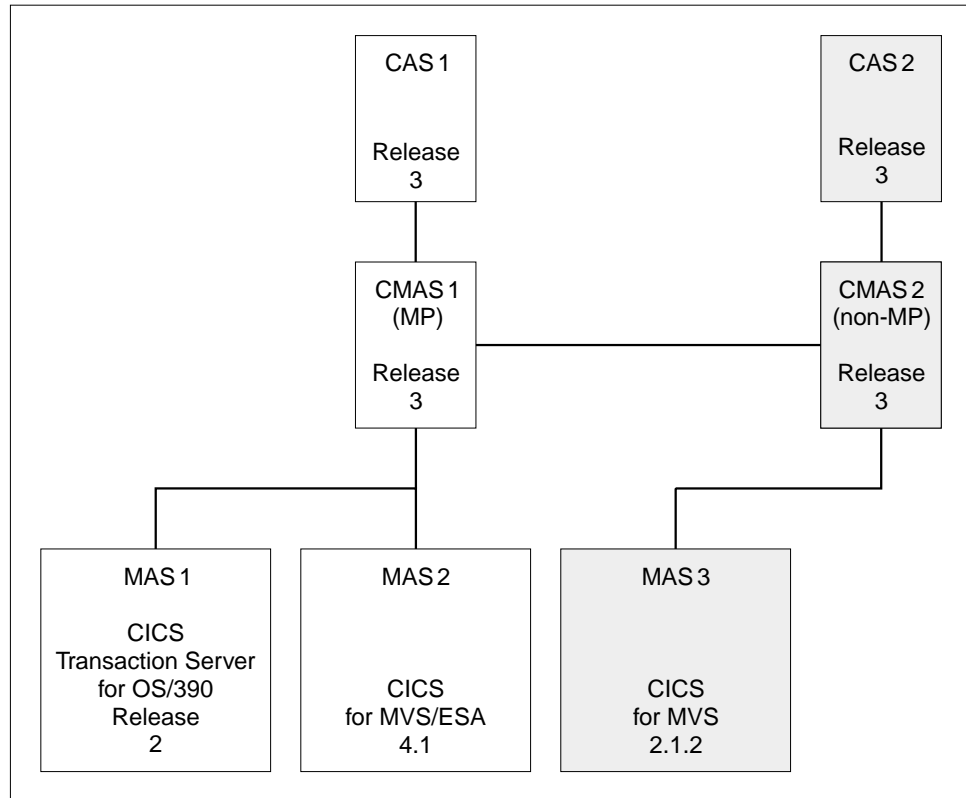 CAS 1
Release
3
CAS 2
Release
3
CMAS 1
(MP)
Release
3
CMAS 2
(non-MP)
Release
3
MAS 1
CICS
Transaction Server
for OS/390
Release
2
MAS 2
CICS
for MVS/ESA
4.1
MAS 3
CICS
for MVS
2.1.2